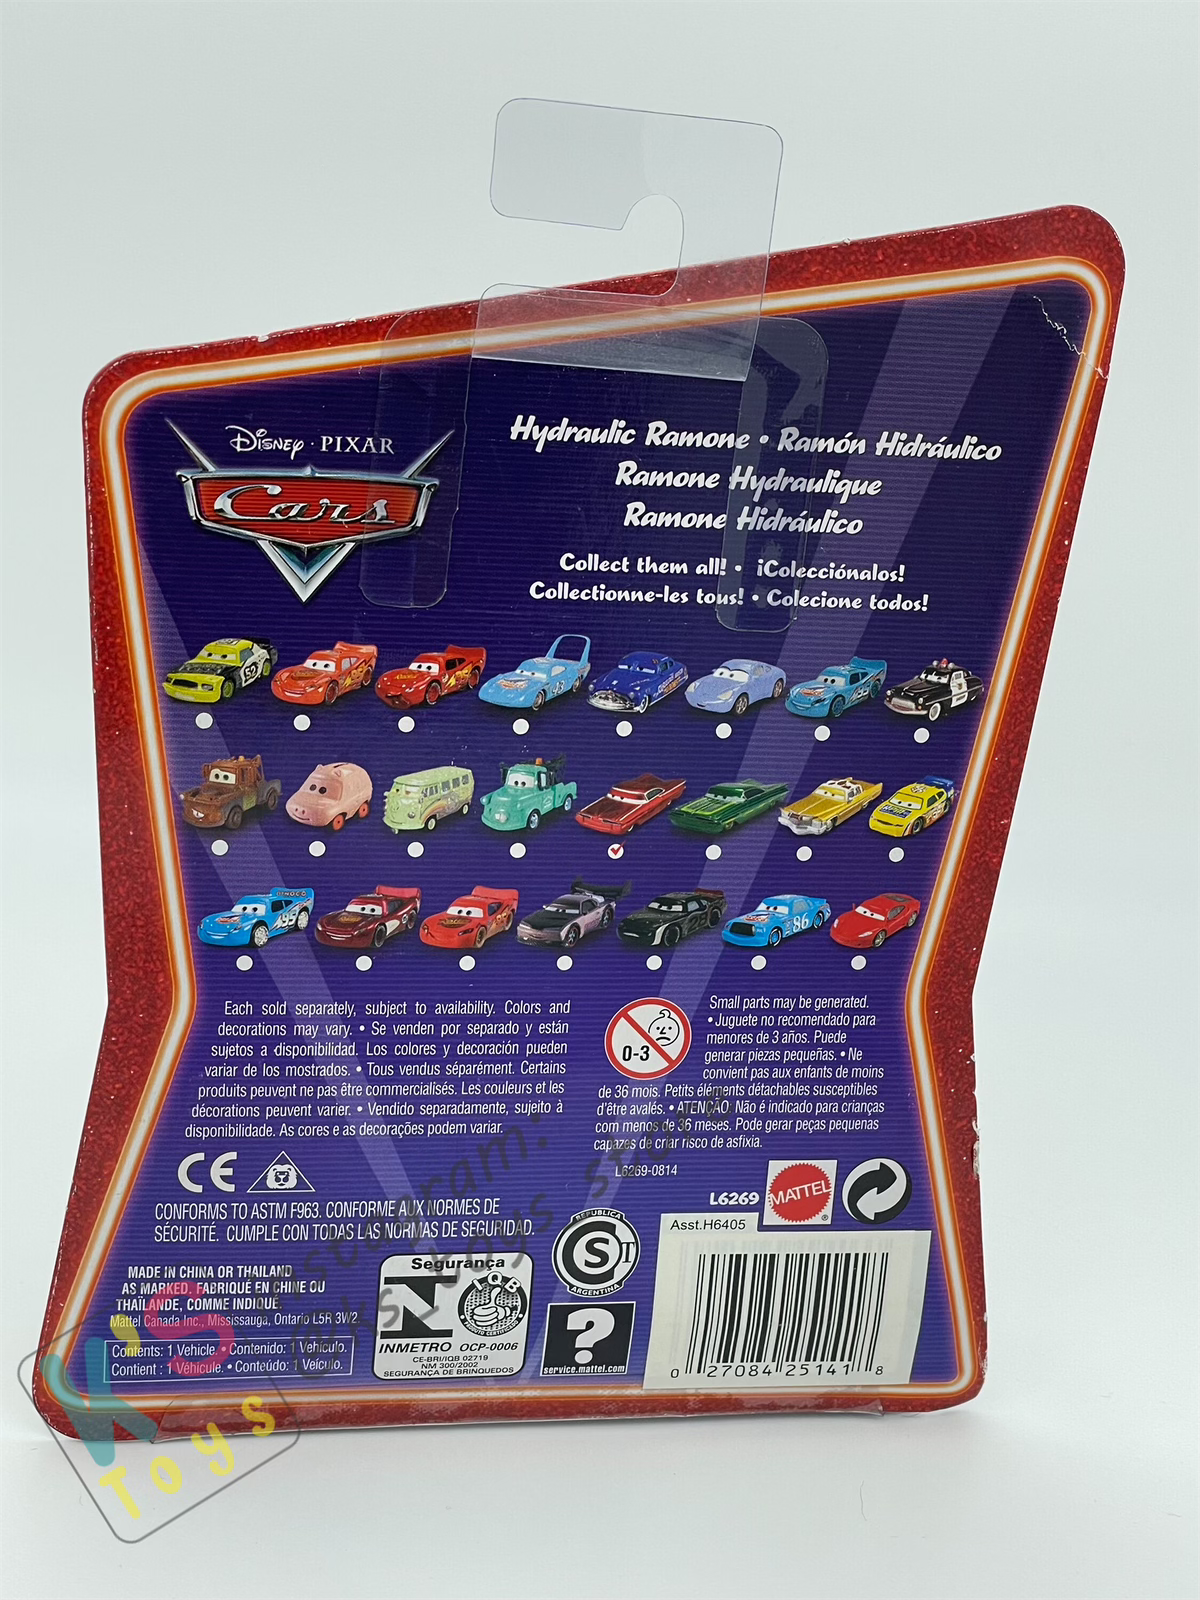 Disney · PIXAR
Cars
Hydraulic Ramone • Ramón Hidráulico
Ramone Hydraulique
Ramone Hidráulico
Collect them all! • ¡Colecciónalos!
Collectionne-les tous! • Colecione todos!
Each sold separately, subject to availability. Colors and
decorations may vary. • Se venden por separado y están
sujetos a disponibilidad. Los colores y decoración pueden
variar de los mostrados. • Tous vendus séparément. Certains
produits peuvent ne pas être commercialisés. Les couleurs et les
décorations peuvent varier. • Vendido separadamente, sujeito à
disponibilidade. As cores e as decorações podem variar.
0-3
Small parts may be generated.
• Juguete no recomendado para
menores de 3 años. Puede
generar piezas pequeñas. • Ne
convient pas aux enfants de moins
de 36 mois. Petits éléments détachables susceptibles
d'être avalés. • ATENÇÃO: Não é indicado para crianças
com menos de 36 meses. Pode gerar peças pequenas
capazes de criar risco de asfixia.
L6269-0814
CE
CONFORMS TO ASTM F963. CONFORME AUX NORMES DE
SÉCURITÉ. CUMPLE CON TODAS LAS NORMAS DE SEGURIDAD.
L6269
MATTEL
®
Asst.H6405
MADE IN CHINA OR THAILAND
AS MARKED. FABRIQUÉ EN CHINE OU
THAÏLANDE, COMME INDIQUÉ.
Mattel Canada Inc., Mississauga, Ontario L5R 3W2.
Contents: 1 Vehicle. • Contenido: 1 Vehículo.
Contient : 1 Véhicule. • Conteúdo: 1 Veículo.
Segurança
I.Q.B
PRODUTO CERTIFICADO
INMETRO OCP-0006
CE-BRI/IQB 02719
NM 300/2002
SEGURANÇA DE BRINQUEDOS
REPUBLICA
CST
ARGENTINA
?
service.mattel.com
0 27084 25141 8
Instagram:
@ks_toys_store
K'S
Toys